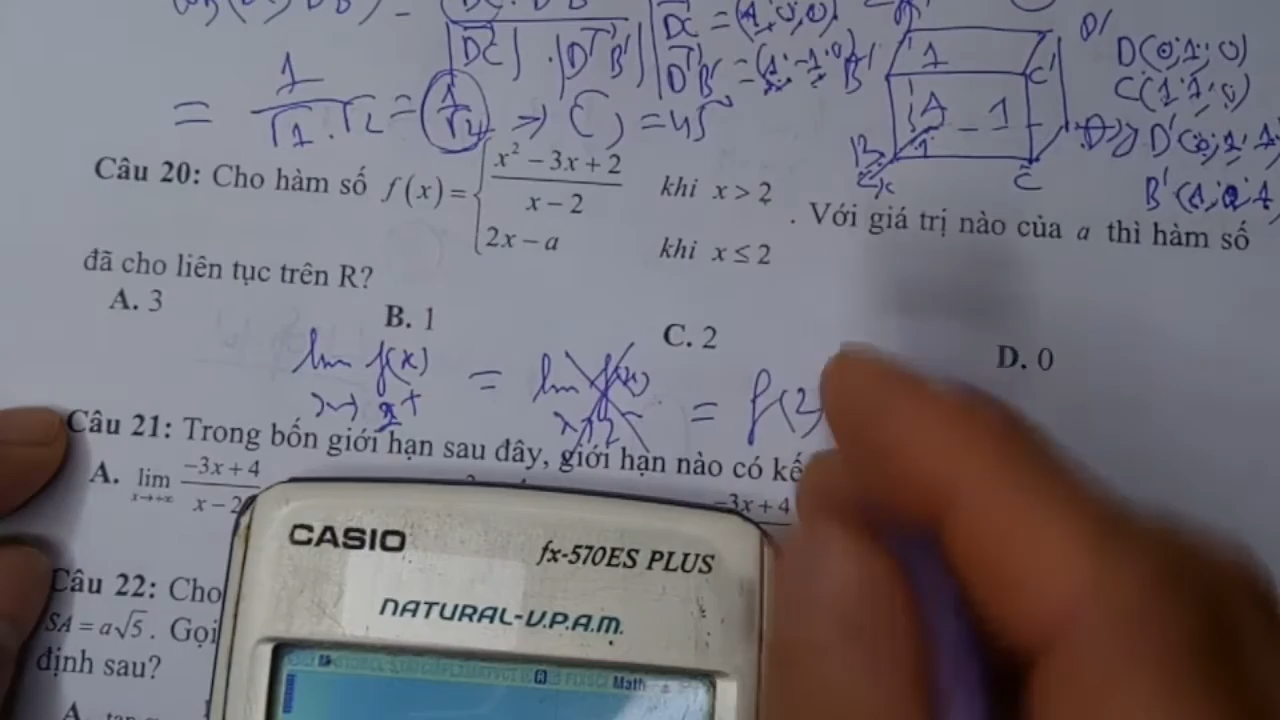 |DC| . |D'B'|
DC = (1, 0, 0)
D'B' = (1; -1; 0)
= 1/√1.√2 = 1/√2 => ( ) = 45
B'
1
C'
D'
A
1
B
C
D(0; 1; 0)
C(1; 1; 0)
=> D'(0; 1; 1
B'(1; 0; 1
Câu 20: Cho hàm số f(x) = { (x² − 3x + 2)/(x − 2) khi x > 2
2x − a khi x ≤ 2 . Với giá trị nào của a thì hàm số
đã cho liên tục trên R?
A. 3 B. 1 C. 2 D. 0
lim f(x) = lim f(x) = f(2)
x→2⁺ x→2⁻
Câu 21: Trong bốn giới hạn sau đây, giới hạn nào có kế
A. lim x→+∞ (−3x + 4)/(x − 2 −3x + 4
CASIO
fx-570ES PLUS
NATURAL-V.P.A.M.
Math
Câu 22: Cho
SA = a√5 . Gọi
định sau?
A.